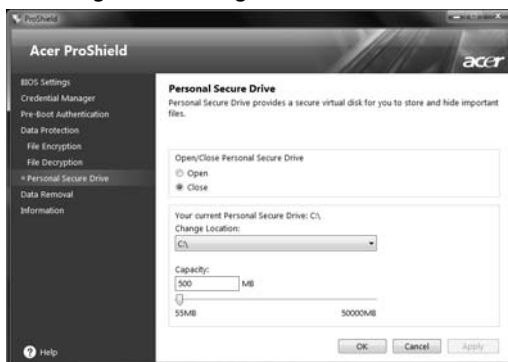 ProShield
Acer ProShield
acer
BIOS Settings
Credential Manager
Pre-Boot Authentication
Data Protection
File Encryption
File Decryption
Personal Secure Drive
Data Removal
Information
Help
Personal Secure Drive
Personal Secure Drive provides a secure virtual disk for you to store and hide important
files.
Open/Close Personal Secure Drive
Open
Close
Your current Personal Secure Drive: C:\,
Change Location:
C:\
Capacity:
500 MB
55MB 50000MB
OK Cancel Apply